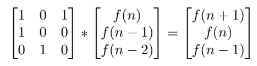 [1 0 1; 1 0 0; 0 1 0] * [f(n); f(n − 1); f(n − 2)] = [f(n + 1); f(n); f(n − 1)]